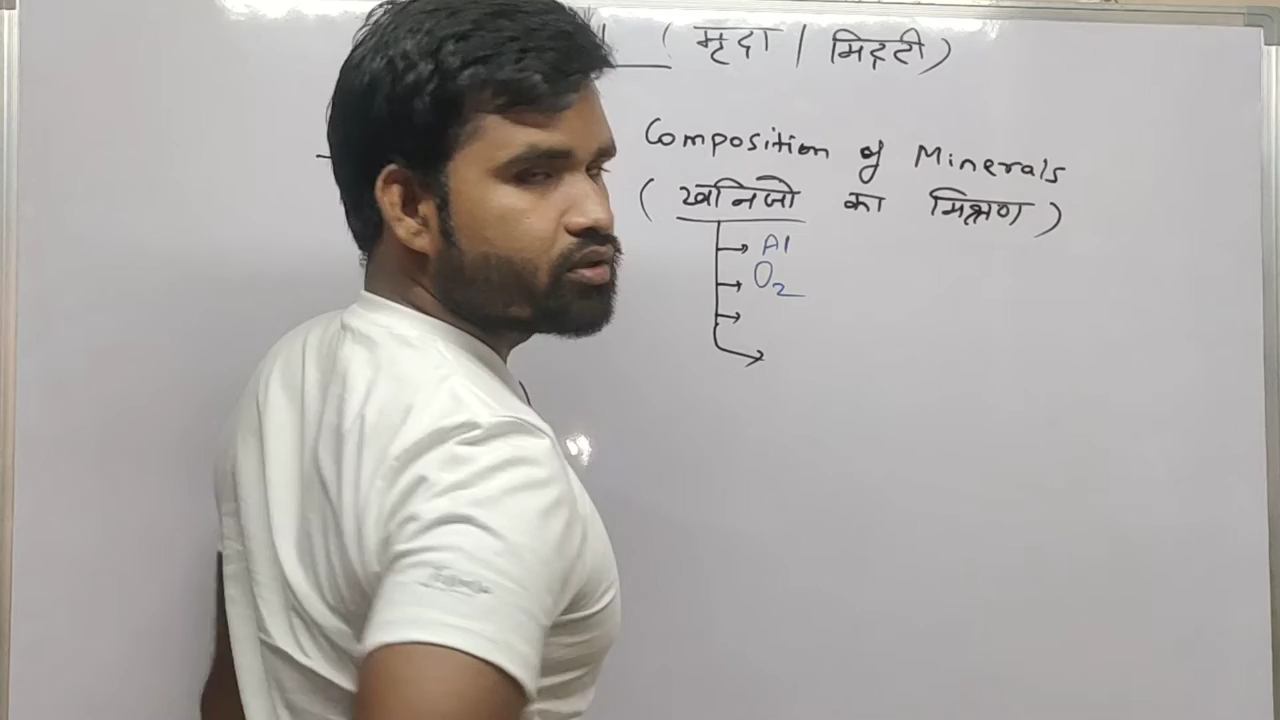 ( मृदा | मिट्टी )
Composition of Minerals
( खनिजो का मिश्रण )
Al
O₂